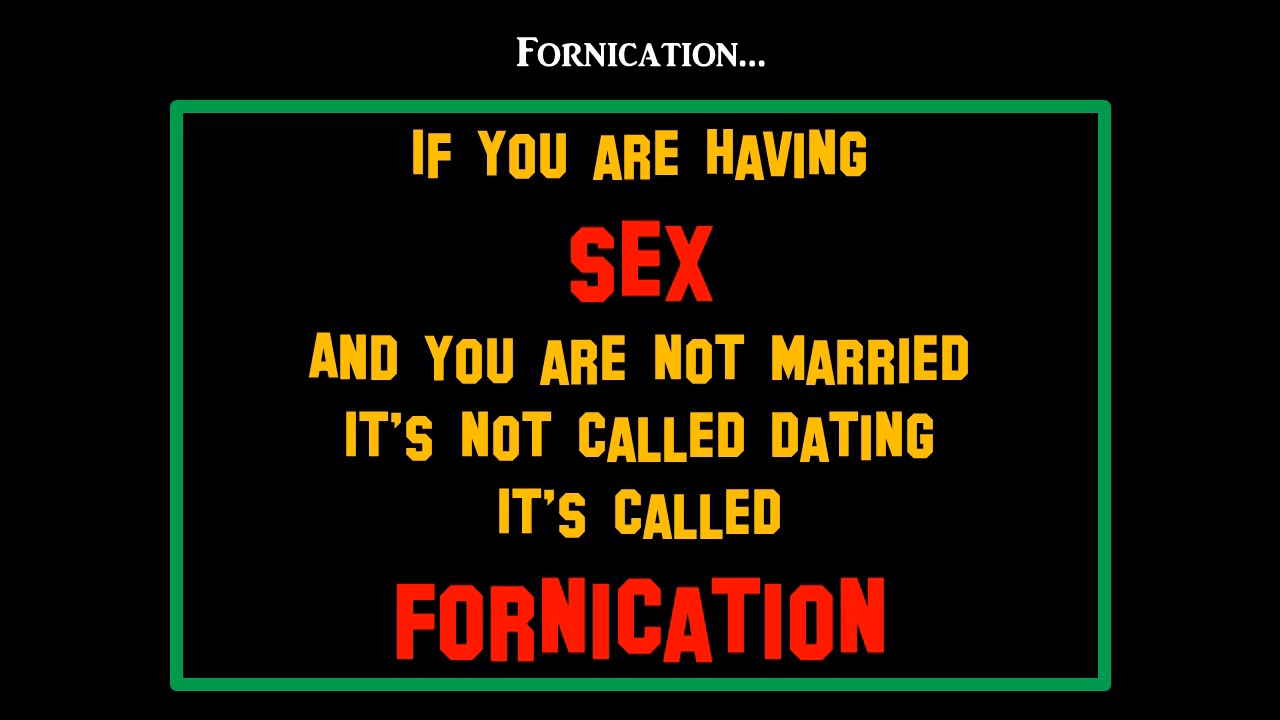 Fornication...
IF YOU ARE HAVING
SEX
AND YOU ARE NOT MARRIED
IT'S NOT CALLED DATING
IT'S CALLED
FORNICATION